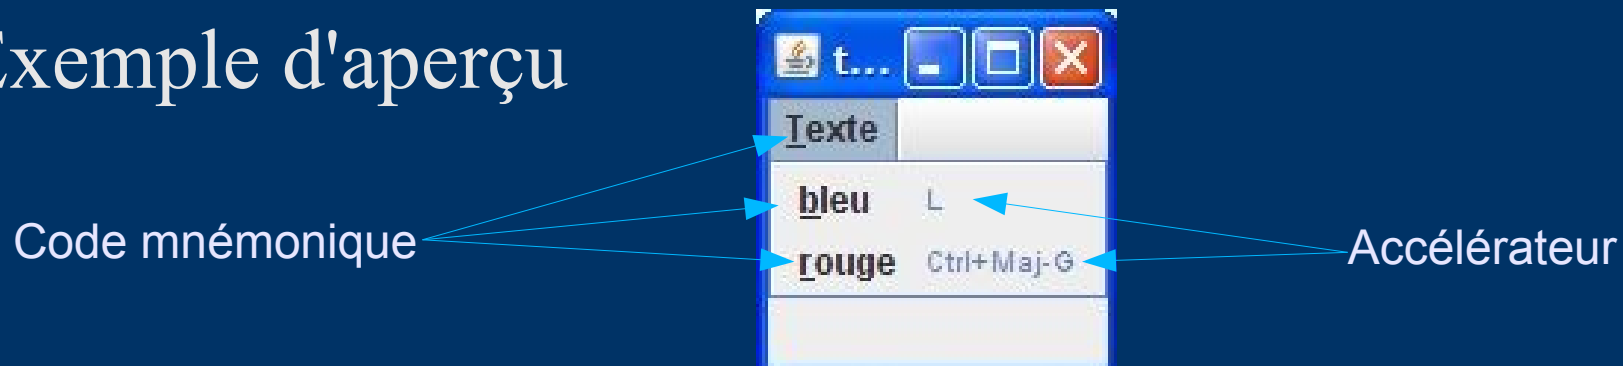 Exemple d'aperçu
t...
Texte
bleu L
Code mnémonique
rouge Ctrl+Maj-G
Accélérateur